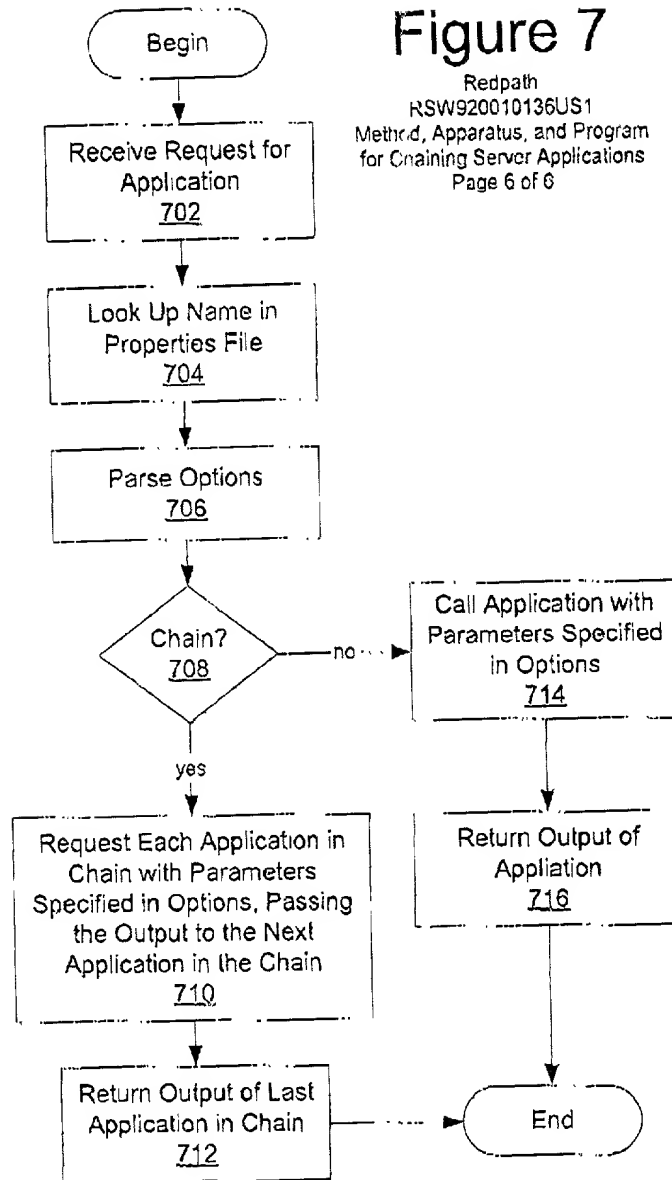 Figure 7
Redpath
RSW920010136US1
Method, Apparatus, and Program
for Chaining Server Applications
Page 6 of 6
Begin
Receive Request for
Application
702
Look Up Name in
Properties File
704
Parse Options
706
Chain?
708
no
yes
Call Application with
Parameters Specified
in Options
714
Request Each Application in
Chain with Parameters
Specified in Options, Passing
the Output to the Next
Application in the Chain
710
Return Output of
Appliation
716
Return Output of Last
Application in Chain
712
End